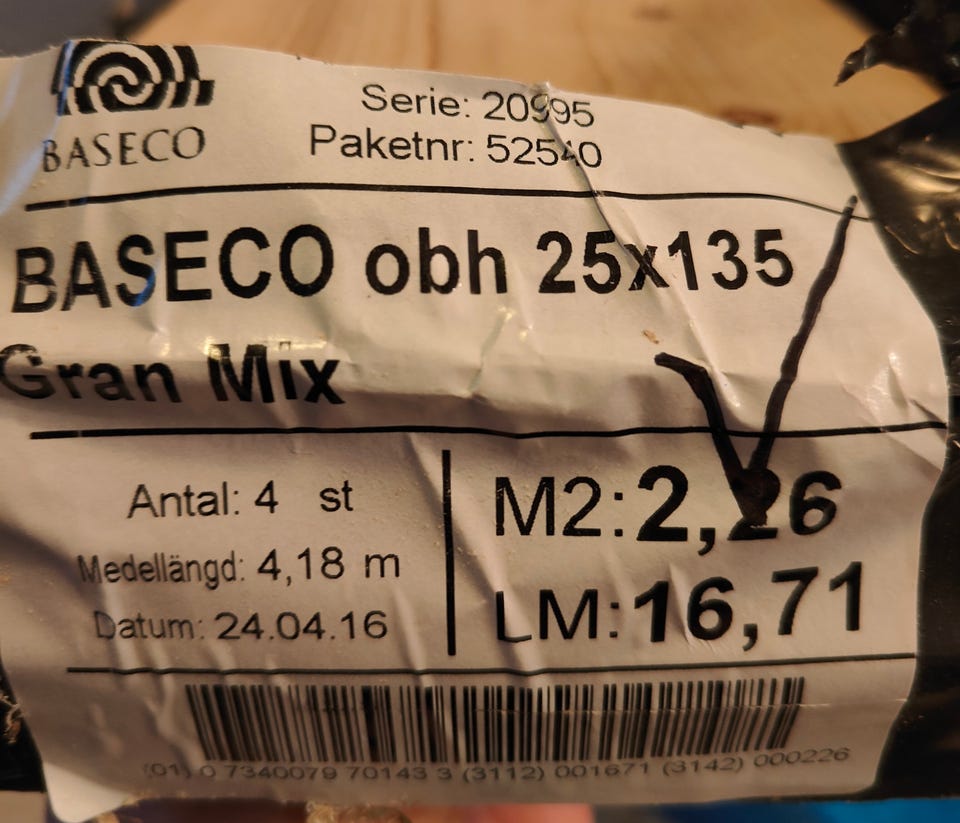 BASECO
Serie: 20995
Paketnr: 52540
BASECO obh 25x135
Gran Mix
Antal: 4 st
Medellängd: 4,18 m
Datum: 24.04.16
M2: 2,26
LM: 16,71
(01) 0 7340079 70143 3 (3112) 001671 (3142) 000226